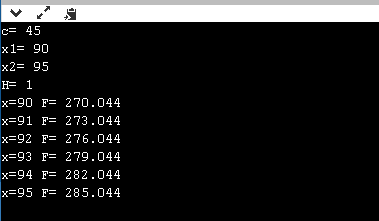 c= 45
x1= 90
x2= 95
H= 1
x=90 F= 270.044
x=91 F= 273.044
x=92 F= 276.044
x=93 F= 279.044
x=94 F= 282.044
x=95 F= 285.044